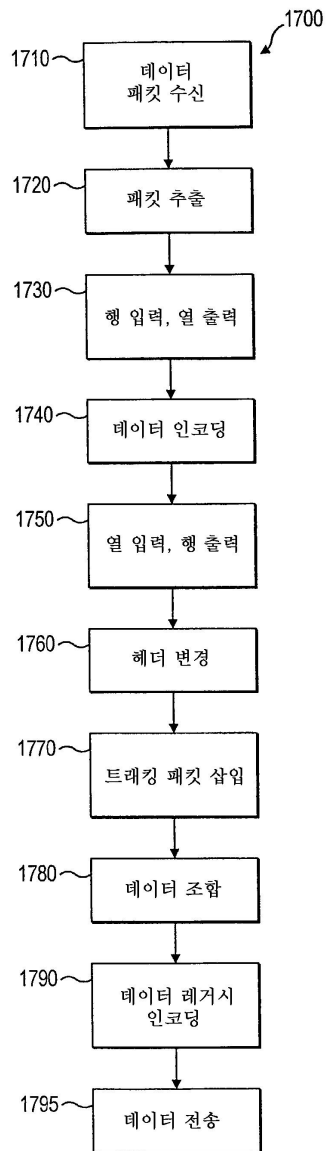 1700
1710
데이터
패킷 수신
1720
패킷 추출
1730
행 입력, 열 출력
1740
데이터 인코딩
1750
열 입력, 행 출력
1760
헤더 변경
1770
트래킹 패킷 삽입
1780
데이터 조합
1790
데이터 레거시
인코딩
1795
데이터 전송